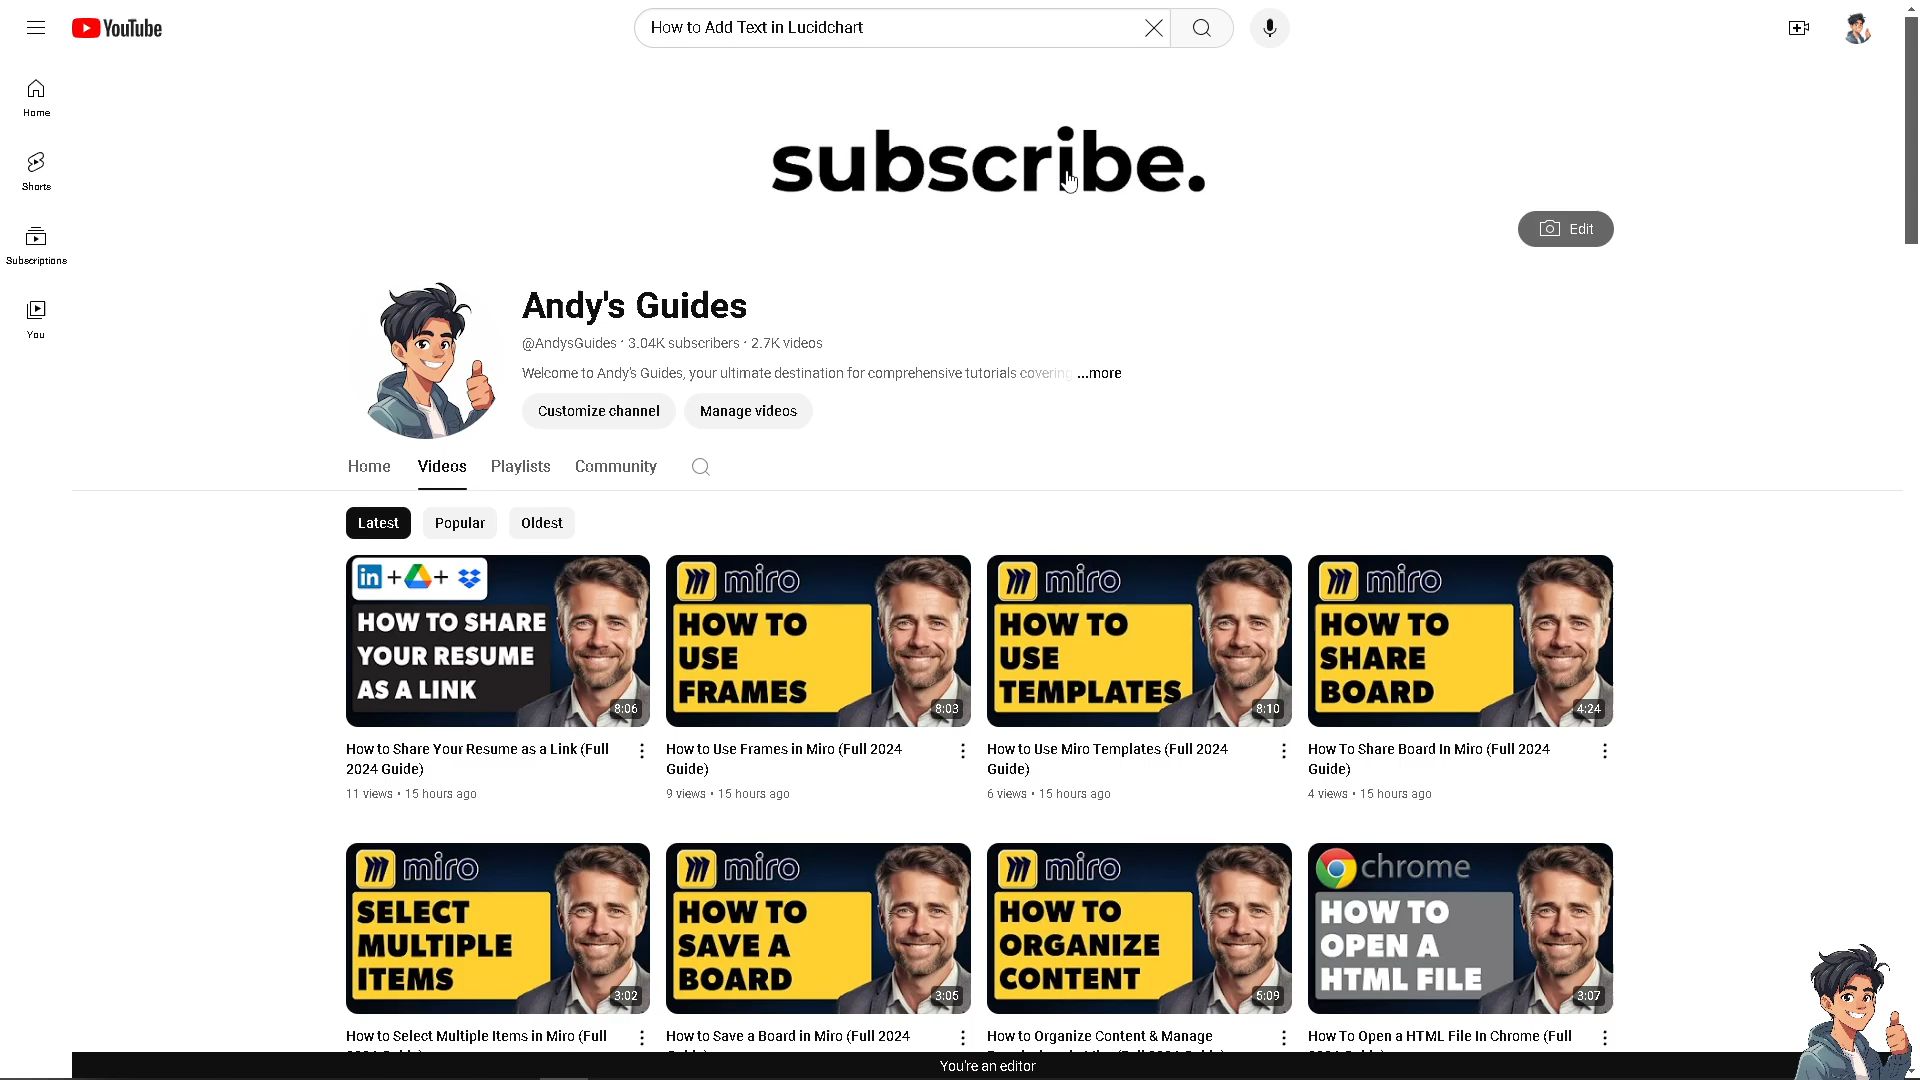 YouTube
How to Add Text in Lucidchart
Home
Shorts
Subscriptions
You
subscribe.
Edit
Andy's Guides
@AndysGuides · 3.04K subscribers · 2.7K videos
Welcome to Andy's Guides, your ultimate destination for comprehensive tutorials covering ...more
Customize channel
Manage videos
Home
Videos
Playlists
Community
Latest
Popular
Oldest
in + +
HOW TO SHARE
YOUR RESUME
AS A LINK
8:06
miro
HOW TO
USE
FRAMES
8:03
miro
HOW TO
USE
TEMPLATES
8:10
miro
HOW TO
SHARE
BOARD
4:24
How to Share Your Resume as a Link (Full
2024 Guide)
11 views • 15 hours ago
How to Use Frames in Miro (Full 2024
Guide)
9 views • 15 hours ago
How to Use Miro Templates (Full 2024
Guide)
6 views • 15 hours ago
How To Share Board In Miro (Full 2024
Guide)
4 views • 15 hours ago
miro
SELECT
MULTIPLE
ITEMS
3:02
miro
HOW TO
SAVE A
BOARD
3:05
miro
HOW TO
ORGANIZE
CONTENT
5:09
chrome
HOW TO
OPEN A
HTML FILE
3:07
How to Select Multiple Items in Miro (Full
How to Save a Board in Miro (Full 2024
How to Organize Content & Manage
How To Open a HTML File In Chrome (Full
You're an editor